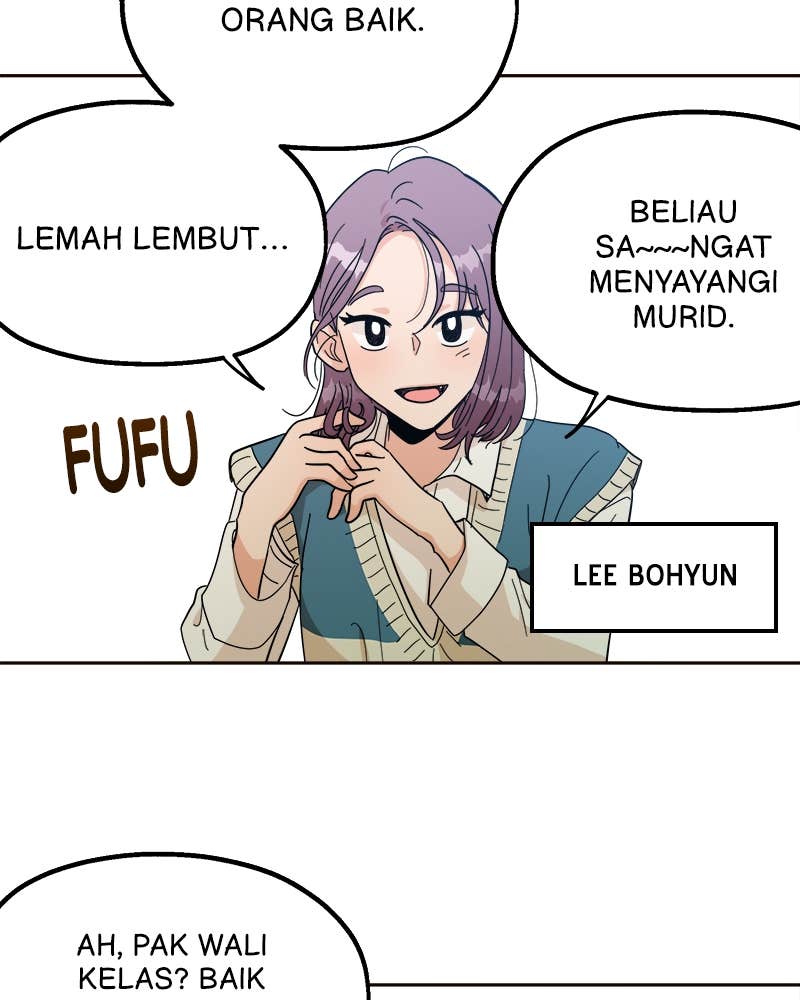 ORANG BAIK.
LEMAH LEMBUT...
BELIAU
SA~~~NGAT
MENYAYANGI
MURID.
FUFU
LEE BOHYUN
AH, PAK WALI
KELAS? BAIK